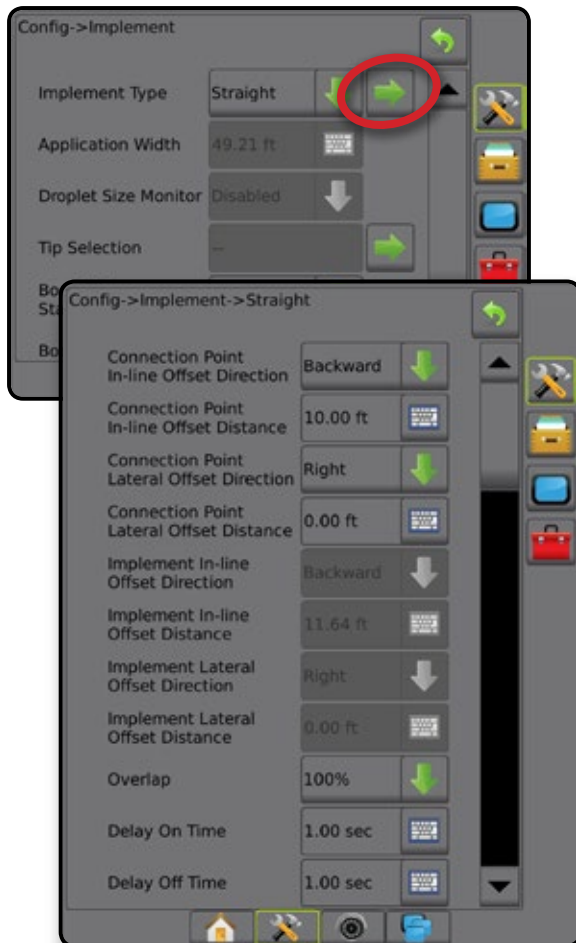 Config->Implement
Implement Type Straight
Application Width 49.21 ft
Droplet Size Monitor Disabled
Tip Selection --
Bo
Sta
Bo
Config->Implement->Straight
Connection Point
In-line Offset Direction Backward
Connection Point
In-line Offset Distance 10.00 ft
Connection Point
Lateral Offset Direction Right
Connection Point
Lateral Offset Distance 0.00 ft
Implement In-line
Offset Direction Backward
Implement In-line
Offset Distance 11.64 ft
Implement Lateral
Offset Direction Right
Implement Lateral
Offset Distance 0.00 ft
Overlap 100%
Delay On Time 1.00 sec
Delay Off Time 1.00 sec